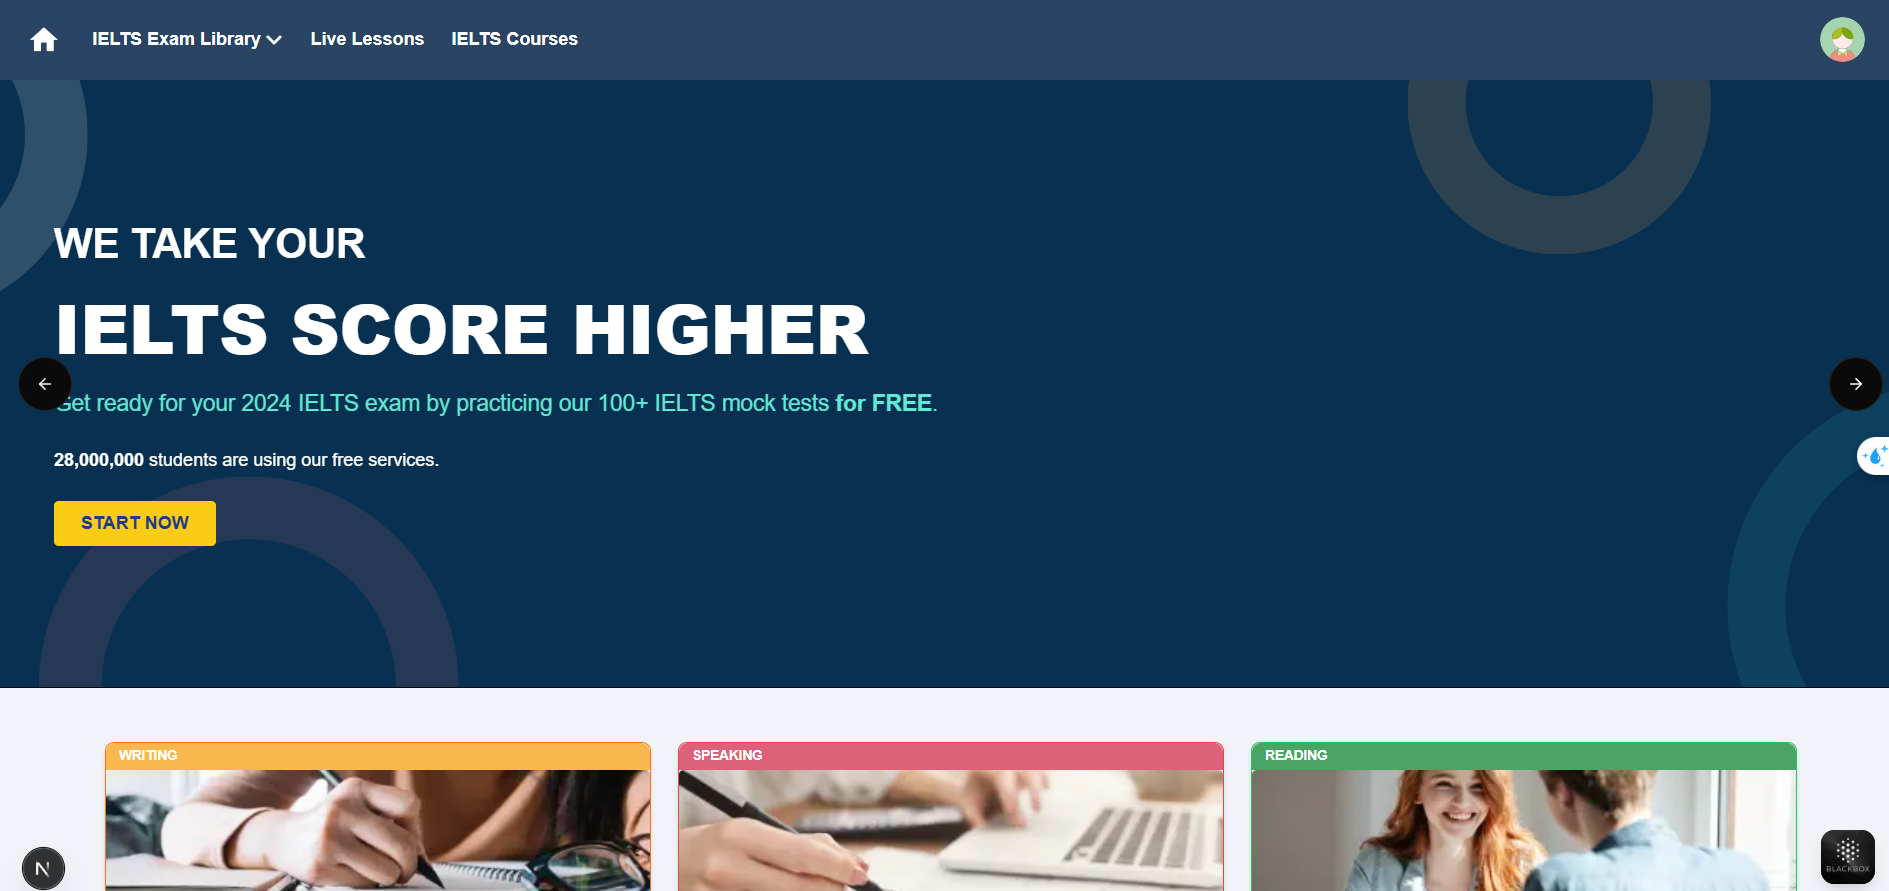 IELTS Exam Library
Live Lessons
IELTS Courses
WE TAKE YOUR
IELTS SCORE HIGHER
Get ready for your 2024 IELTS exam by practicing our 100+ IELTS mock tests for FREE.
28,000,000 students are using our free services.
START NOW
WRITING
SPEAKING
READING
N
BLACKBOX